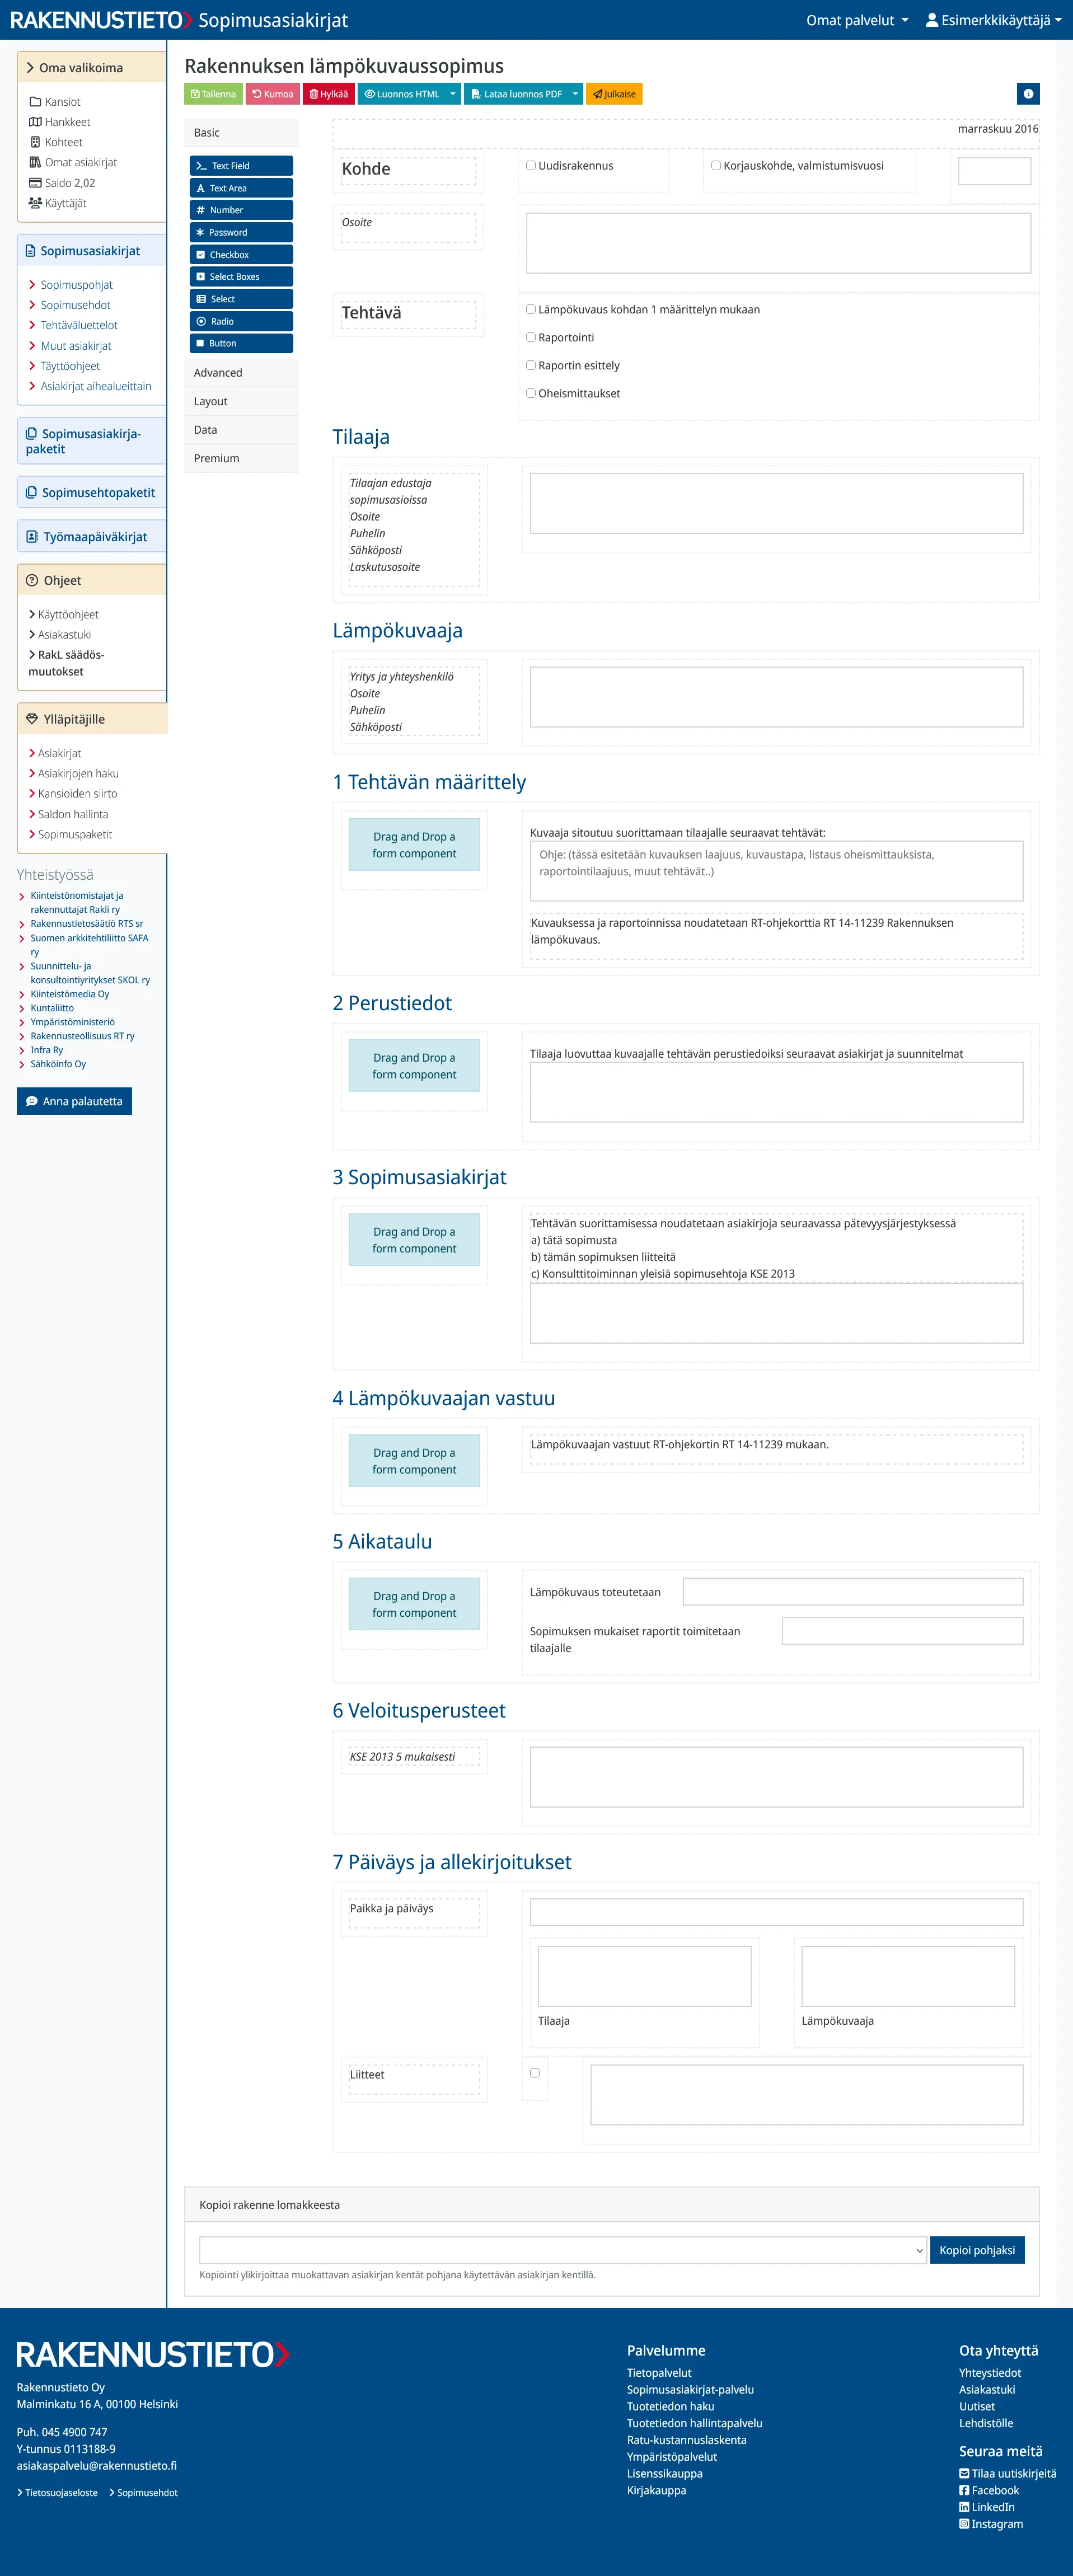 RAKENNUSTIETO Sopimusasiakirjat
Omat palvelut
Esimerkkikäyttäjä
Oma valikoima
Kansiot
Hankkeet
Kohteet
Omat asiakirjat
Saldo 2,02
Käyttäjät
Sopimusasiakirjat
Sopimuspohjat
Sopimusehdot
Tehtäväluettelot
Muut asiakirjat
Täyttöohjeet
Asiakirjat aihealueittain
Sopimusasiakirja-
paketit
Sopimusehtopaketit
Työmaapäiväkirjat
Ohjeet
Käyttöohjeet
Asiakastuki
RakL säädös-
muutokset
Ylläpitäjille
Asiakirjat
Asiakirjojen haku
Kansioiden siirto
Saldon hallinta
Sopimuspaketit
Yhteistyössä
Kiinteistönomistajat ja
rakennuttajat Rakli ry
Rakennustietosäätiö RTS sr
Suomen arkkitehtiliitto SAFA
ry
Suunnittelu- ja
konsultointiyritykset SKOL ry
Kiinteistömedia Oy
Kuntaliitto
Ympäristöministeriö
Rakennusteollisuus RT ry
Infra Ry
Sähköinfo Oy
Anna palautetta
Rakennuksen lämpökuvaussopimus
Tallenna
Kumoa
Hylkää
Luonnos HTML
Lataa luonnos PDF
Julkaise
Basic
Text Field
Text Area
Number
Password
Checkbox
Select Boxes
Select
Radio
Button
Advanced
Layout
Data
Premium
marraskuu 2016
Kohde
Uudisrakennus
Korjauskohde, valmistumisvuosi
Osoite
Tehtävä
Lämpökuvaus kohdan 1 määrittelyn mukaan
Raportointi
Raportin esittely
Oheismittaukset
Tilaaja
Tilaajan edustaja
sopimusasioissa
Osoite
Puhelin
Sähköposti
Laskutusosoite
Lämpökuvaaja
Yritys ja yhteyshenkilö
Osoite
Puhelin
Sähköposti
1 Tehtävän määrittely
Drag and Drop a
form component
Kuvaaja sitoutuu suorittamaan tilaajalle seuraavat tehtävät:
Ohje: (tässä esitetään kuvauksen laajuus, kuvaustapa, listaus oheismittauksista,
raportointilaajuus, muut tehtävät..)
Kuvauksessa ja raportoinnissa noudatetaan RT-ohjekorttia RT 14-11239 Rakennuksen
lämpökuvaus.
2 Perustiedot
Drag and Drop a
form component
Tilaaja luovuttaa kuvaajalle tehtävän perustiedoiksi seuraavat asiakirjat ja suunnitelmat
3 Sopimusasiakirjat
Drag and Drop a
form component
Tehtävän suorittamisessa noudatetaan asiakirjoja seuraavassa pätevyysjärjestyksessä
a) tätä sopimusta
b) tämän sopimuksen liitteitä
c) Konsulttitoiminnan yleisiä sopimusehtoja KSE 2013
4 Lämpökuvaajan vastuu
Drag and Drop a
form component
Lämpökuvaajan vastuut RT-ohjekortin RT 14-11239 mukaan.
5 Aikataulu
Drag and Drop a
form component
Lämpökuvaus toteutetaan
Sopimuksen mukaiset raportit toimitetaan
tilaajalle
6 Veloitusperusteet
KSE 2013 5 mukaisesti
7 Päiväys ja allekirjoitukset
Paikka ja päiväys
Tilaaja
Lämpökuvaaja
Liitteet
Kopioi rakenne lomakkeesta
Kopioi pohjaksi
Kopiointi ylikirjoittaa muokattavan asiakirjan kentät pohjana käytettävän asiakirjan kentillä.
RAKENNUSTIETO
Rakennustieto Oy
Malminkatu 16 A, 00100 Helsinki
Puh. 045 4900 747
Y-tunnus 0113188-9
asiakaspalvelu@rakennustieto.fi
Tietosuojaseloste
Sopimusehdot
Palvelumme
Tietopalvelut
Sopimusasiakirjat-palvelu
Tuotetiedon haku
Tuotetiedon hallintapalvelu
Ratu-kustannuslaskenta
Ympäristöpalvelut
Lisenssikauppa
Kirjakauppa
Ota yhteyttä
Yhteystiedot
Asiakastuki
Uutiset
Lehdistölle
Seuraa meitä
Tilaa uutiskirjeitä
Facebook
LinkedIn
Instagram